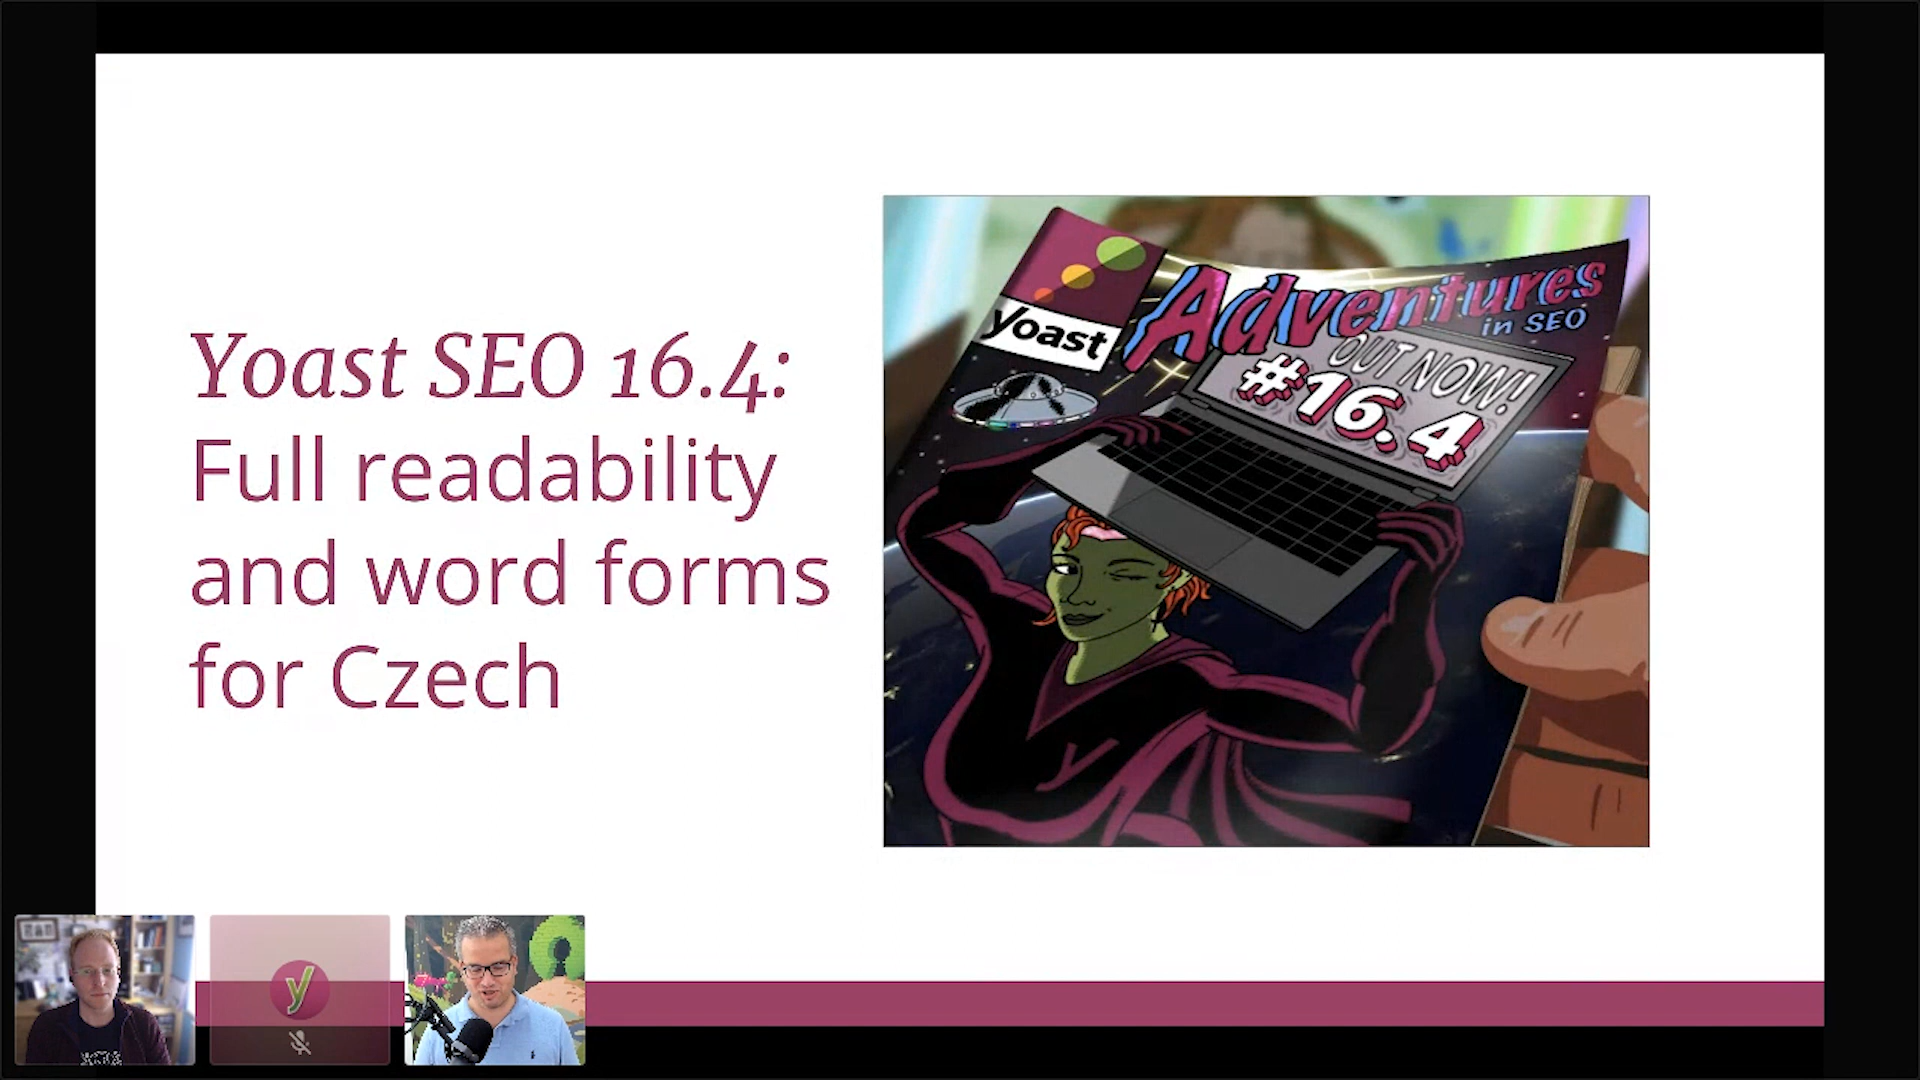 Yoast SEO 16.4:
Full readability
and word forms
for Czech
yoast
Adventures
in SEO
OUT NOW!
#16.4
y
y